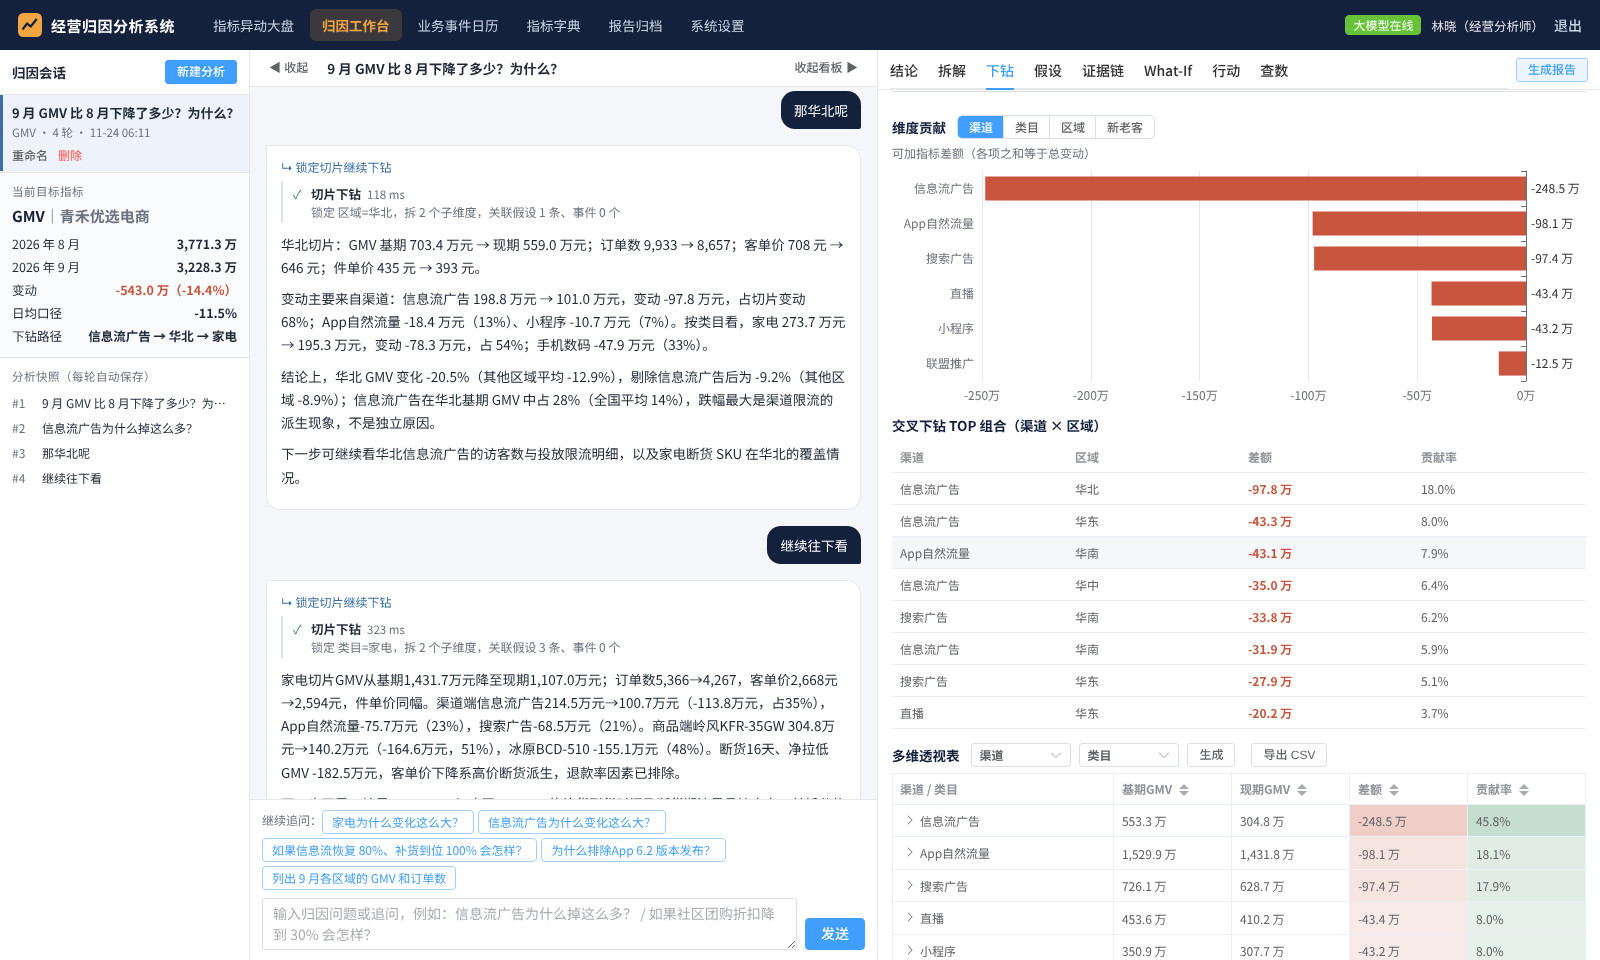 经营归因分析系统
指标异动大盘
归因工作台
业务事件日历
指标字典
报告归档
系统设置
大模型在线
林晓（经营分析师）
退出
归因会话
新建分析
9 月 GMV 比 8 月下降了多少？为什么？
GMV · 4 轮 · 11-24 06:11
重命名 删除
当前目标指标
GMV 青禾优选电商
2026 年 8 月 3,771.3 万
2026 年 9 月 3,228.3 万
变动 -543.0 万（-14.4%）
日均口径 -11.5%
下钻路径 信息流广告 → 华北 → 家电
分析快照（每轮自动保存）
#1 9 月 GMV 比 8 月下降了多少？为…
#2 信息流广告为什么掉这么多？
#3 那华北呢
#4 继续往下看
◀ 收起
9 月 GMV 比 8 月下降了多少？为什么？
收起看板 ▶
那华北呢
↳ 锁定切片继续下钻
✓ 切片下钻 118 ms
锁定 区域=华北，拆 2 个子维度，关联假设 1 条、事件 0 个
华北切片：GMV 基期 703.4 万元 → 现期 559.0 万元；订单数 9,933 → 8,657；客单价 708 元 →
646 元；件单价 435 元 → 393 元。
变动主要来自渠道：信息流广告 198.8 万元 → 101.0 万元，变动 -97.8 万元，占切片变动
68%；App自然流量 -18.4 万元（13%）、小程序 -10.7 万元（7%）。按类目看，家电 273.7 万元
→ 195.3 万元，变动 -78.3 万元，占 54%；手机数码 -47.9 万元（33%）。
结论上，华北 GMV 变化 -20.5%（其他区域平均 -12.9%），剔除信息流广告后为 -9.2%（其他区
域 -8.9%）；信息流广告在华北基期 GMV 中占 28%（全国平均 14%），跌幅最大是渠道限流的
派生现象，不是独立原因。
下一步可继续看华北信息流广告的访客数与投放限流明细，以及家电断货 SKU 在华北的覆盖情
况。
继续往下看
↳ 锁定切片继续下钻
✓ 切片下钻 323 ms
锁定 类目=家电，拆 2 个子维度，关联假设 3 条、事件 0 个
家电切片GMV从基期1,431.7万元降至现期1,107.0万元；订单数5,366→4,267，客单价2,668元
→2,594元，件单价同幅。渠道端信息流广告214.5万元→100.7万元（-113.8万元，占35%），
App自然流量-75.7万元（23%），搜索广告-68.5万元（21%）。商品端岭风KFR-35GW 304.8万
元→140.2万元（-164.6万元，51%），冰原BCD-510 -155.1万元（48%）。断货16天、净拉低
GMV -182.5万元，客单价下降系高价断货派生，退款率因素已排除。
继续追问：
家电为什么变化这么大？
信息流广告为什么变化这么大？
如果信息流恢复 80%、补货到位 100% 会怎样？
为什么排除App 6.2 版本发布？
列出 9 月各区域的 GMV 和订单数
输入归因问题或追问，例如：信息流广告为什么掉这么多？ / 如果社区团购折扣降
到 30% 会怎样？
发送
结论
拆解
下钻
假设
证据链
What-If
行动
查数
生成报告
维度贡献 渠道 类目 区域 新老客
可加指标差额（各项之和等于总变动）
信息流广告 -248.5 万
App自然流量 -98.1 万
搜索广告 -97.4 万
直播 -43.4 万
小程序 -43.2 万
联盟推广 -12.5 万
-250万 -200万 -150万 -100万 -50万 0万
交叉下钻 TOP 组合（渠道 × 区域）
渠道 区域 差额 贡献率
信息流广告 华北 -97.8 万 18.0%
信息流广告 华东 -43.3 万 8.0%
App自然流量 华南 -43.1 万 7.9%
信息流广告 华中 -35.0 万 6.4%
搜索广告 华南 -33.8 万 6.2%
信息流广告 华南 -31.9 万 5.9%
搜索广告 华东 -27.9 万 5.1%
直播 华东 -20.2 万 3.7%
多维透视表 渠道 类目 生成 导出 CSV
渠道 / 类目 基期GMV 现期GMV 差额 贡献率
信息流广告 553.3 万 304.8 万 -248.5 万 45.8%
App自然流量 1,529.9 万 1,431.8 万 -98.1 万 18.1%
搜索广告 726.1 万 628.7 万 -97.4 万 17.9%
直播 453.6 万 410.2 万 -43.4 万 8.0%
小程序 350.9 万 307.7 万 -43.2 万 8.0%